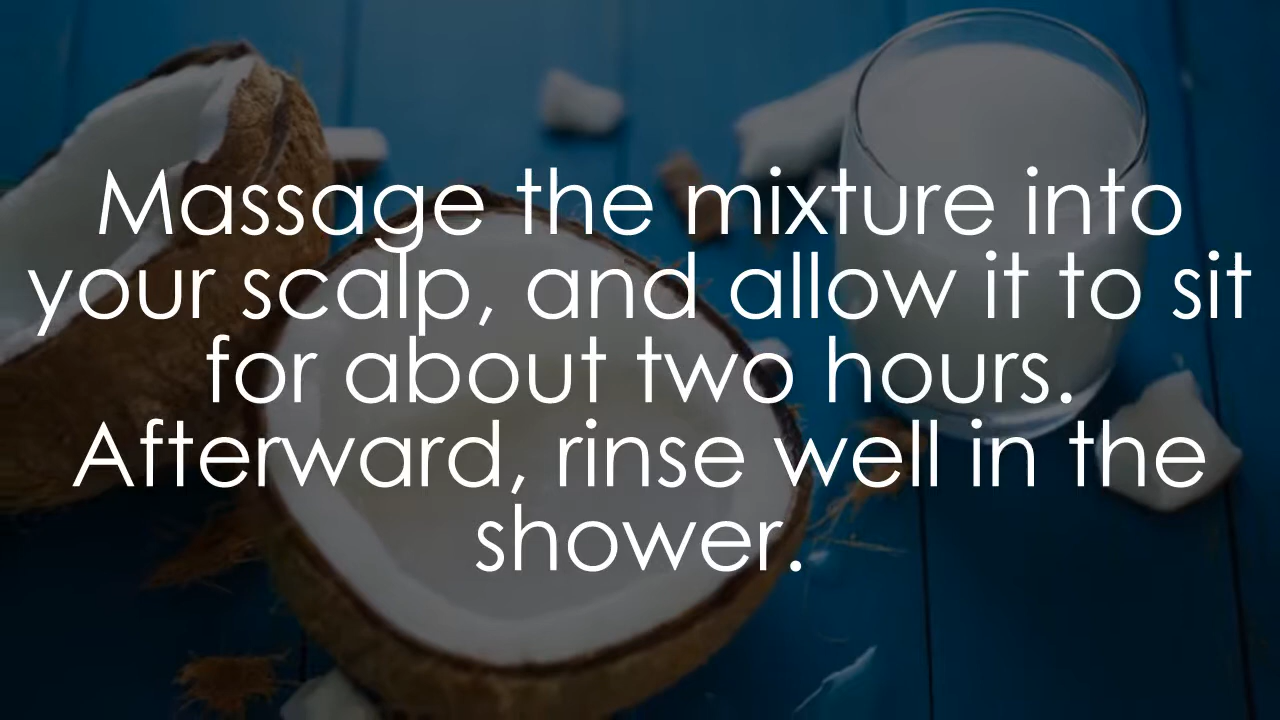 Massage the mixture into
your scalp, and allow it to sit
for about two hours.
Afterward, rinse well in the
shower.